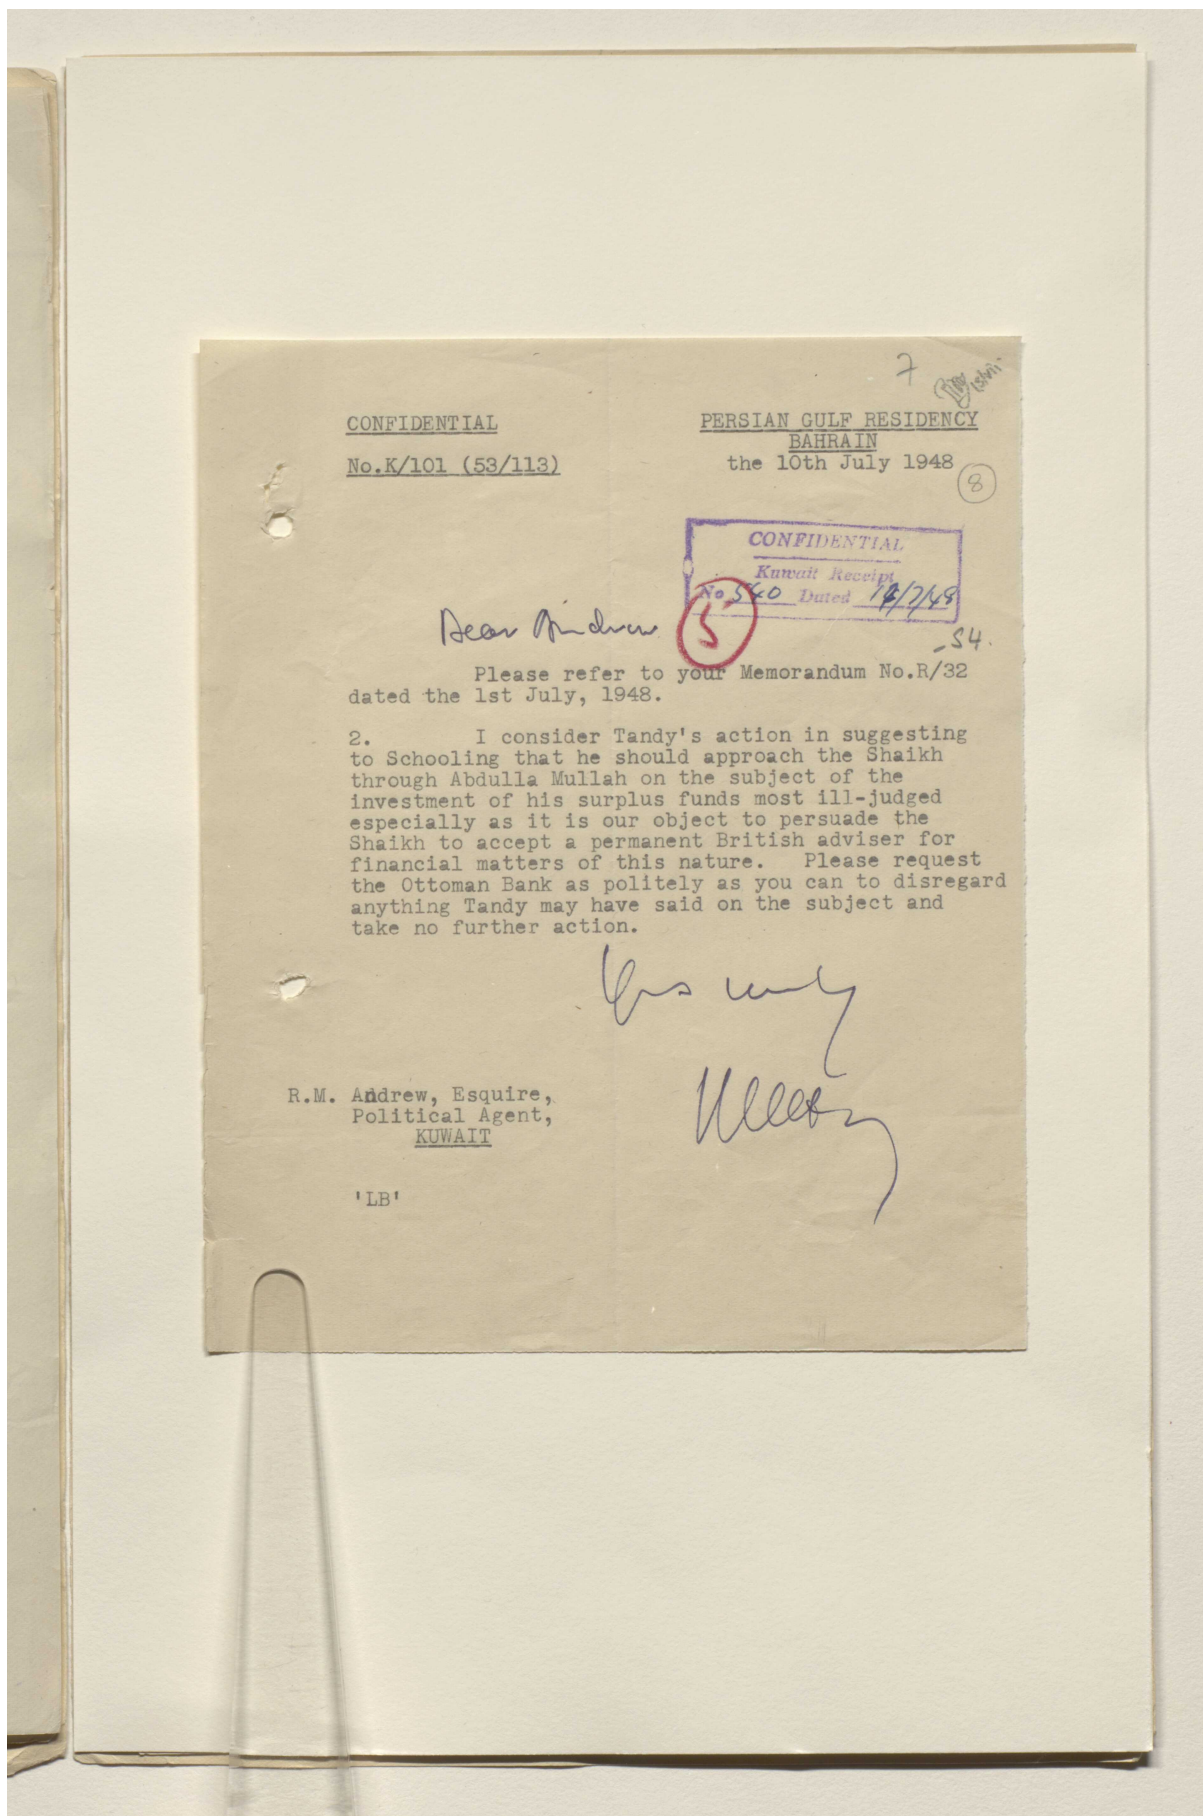 7
CONFIDENTIAL
PERSIAN GULF RESIDENCY
BAHRAIN
No.K/101 (53/113)
the 10th July 1948
8
CONFIDENTIAL
Kuwait Receipt
No 540 Dated 14/7/48
5
Dear Andrew
-S4.
Please refer to your Memorandum No.R/32
dated the 1st July, 1948.
2. I consider Tandy's action in suggesting
to Schooling that he should approach the Shaikh
through Abdulla Mullah on the subject of the
investment of his surplus funds most ill-judged
especially as it is our object to persuade the
Shaikh to accept a permanent British adviser for
financial matters of this nature. Please request
the Ottoman Bank as politely as you can to disregard
anything Tandy may have said on the subject and
take no further action.
R.M. Andrew, Esquire,
Political Agent,
KUWAIT
'LB'